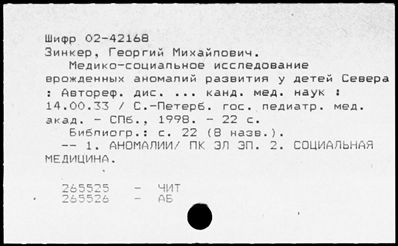 Шифр 02-42168
Зинкер, Георгий Михайлович.
Медико-социальное исследование
врожденных аномалий развития у детей Севера
: Автореф. дис. ... канд. мед. наук :
14.00.33 / С.-Петерб. гос. педиатр. мед.
акад. - СПб., 1998. - 22 с.
Библиогр.: с. 22 (8 назв.).
-- 1. АНОМАЛИИ/ ПК ЭЛ ЭП. 2. СОЦИАЛЬНАЯ
МЕДИЦИНА.
265525 - ЧИТ
265526 - АБ